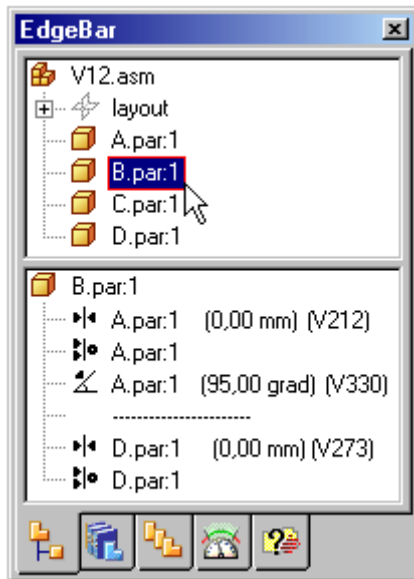 EdgeBar
V12.asm
layout
A.par:1
B.par:1
C.par:1
D.par:1
B.par:1
A.par:1 (0,00 mm) (V212)
A.par:1
A.par:1 (95,00 grad) (V330)
-----------------------
D.par:1 (0,00 mm) (V273)
D.par:1